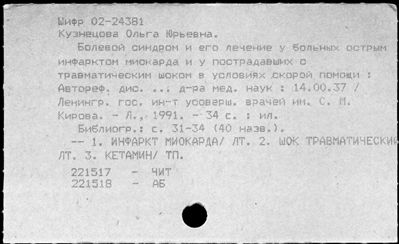 Шифр 02-24381
Кузнецова Ольга Юрьевна.
Болевой синдром и его лечение у больных острым
инфарктом миокарда и у пострадавших с
травматическим шоком в условиях скорой помощи :
Автореф. дис. ... д-ра мед. наук : 14.00.37 /
Ленингр. гос. ин-т усоверш. врачей им. С. М.
Кирова. - Л., 1991. - 34 с. : ил.
Библиогр.: с. 31-34 (40 назв.).
-- 1. ИНФАРКТ МИОКАРДА/ ЛТ. 2. ШОК ТРАВМАТИЧЕСКИЙ/
ЛТ. 3. КЕТАМИН/ ТП.
221517 - ЧИТ
221518 - АБ